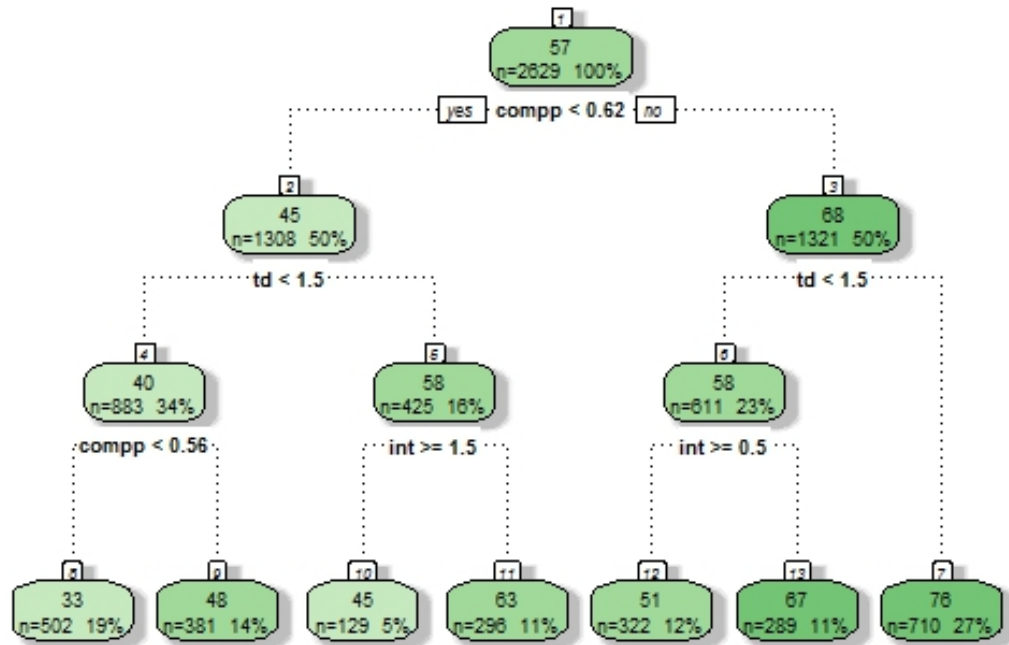 1
57
n=2629 100%
yes compp < 0.62 no
2 3
45 68
n=1308 50% n=1321 50%
td < 1.5 td < 1.5
4 5 6
40 58 58
n=883 34% n=425 16% n=611 23%
compp < 0.56 int >= 1.5 int >= 0.5
8 9 10 11 12 13 7
33 48 45 63 51 67 76
n=502 19% n=381 14% n=129 5% n=296 11% n=322 12% n=289 11% n=710 27%